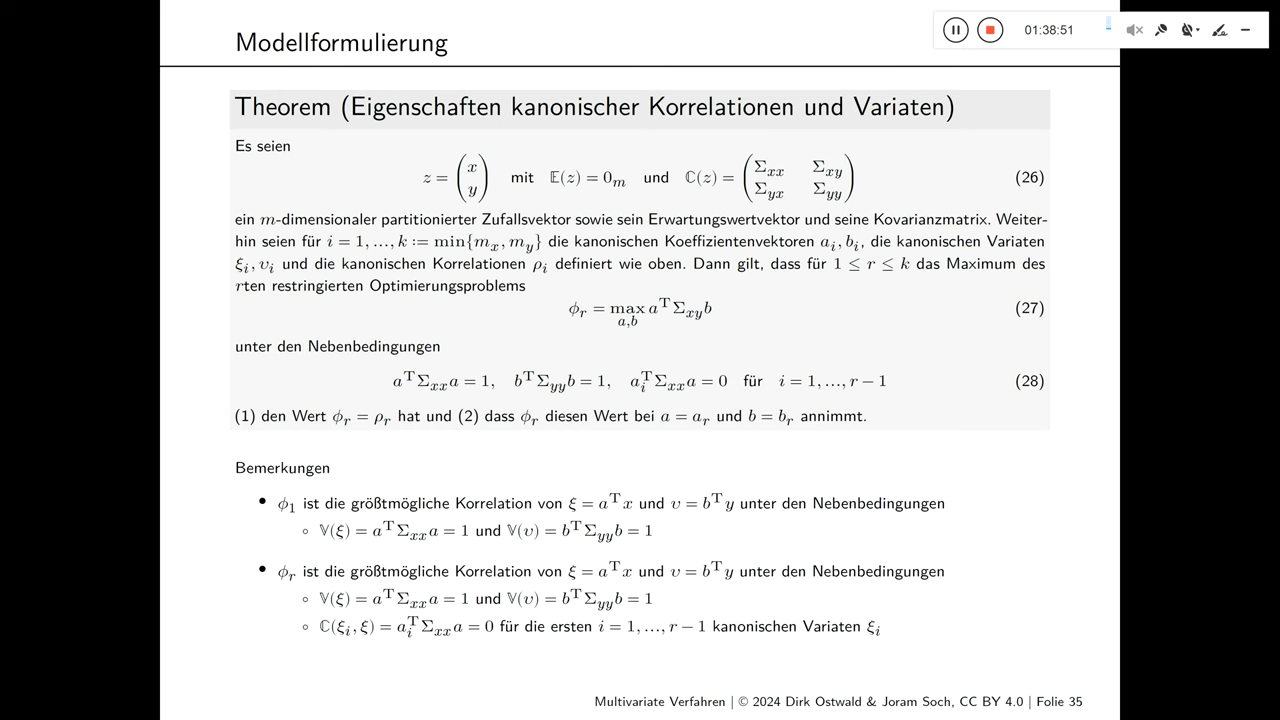 Modellformulierung
01:38:51
Theorem (Eigenschaften kanonischer Korrelationen und Variaten)
Es seien
z = (x y) mit 𝔼(z) = 0_m und ℂ(z) = (Σ_xx Σ_xy Σ_yx Σ_yy) (26)
ein m-dimensionaler partitionierter Zufallsvektor sowie sein Erwartungswertvektor und seine Kovarianzmatrix. Weiter-
hin seien für i = 1, ..., k := min{m_x, m_y} die kanonischen Koeffizientenvektoren a_i, b_i, die kanonischen Variaten
ξ_i, υ_i und die kanonischen Korrelationen ρ_i definiert wie oben. Dann gilt, dass für 1 ≤ r ≤ k das Maximum des
rten restringierten Optimierungsproblems
ϕ_r = max_{a,b} a^T Σ_xy b (27)
unter den Nebenbedingungen
a^T Σ_xx a = 1, b^T Σ_yy b = 1, a_i^T Σ_xx a = 0 für i = 1, ..., r − 1 (28)
(1) den Wert ϕ_r = ρ_r hat und (2) dass ϕ_r diesen Wert bei a = a_r und b = b_r annimmt.
Bemerkungen
• ϕ_1 ist die größtmögliche Korrelation von ξ = a^T x und υ = b^T y unter den Nebenbedingungen
∘ 𝕍(ξ) = a^T Σ_xx a = 1 und 𝕍(υ) = b^T Σ_yy b = 1
• ϕ_r ist die größtmögliche Korrelation von ξ = a^T x und υ = b^T y unter den Nebenbedingungen
∘ 𝕍(ξ) = a^T Σ_xx a = 1 und 𝕍(υ) = b^T Σ_yy b = 1
∘ ℂ(ξ_i, ξ) = a_i^T Σ_xx a = 0 für die ersten i = 1, ..., r − 1 kanonischen Variaten ξ_i
Multivariate Verfahren | © 2024 Dirk Ostwald & Joram Soch, CC BY 4.0 | Folie 35